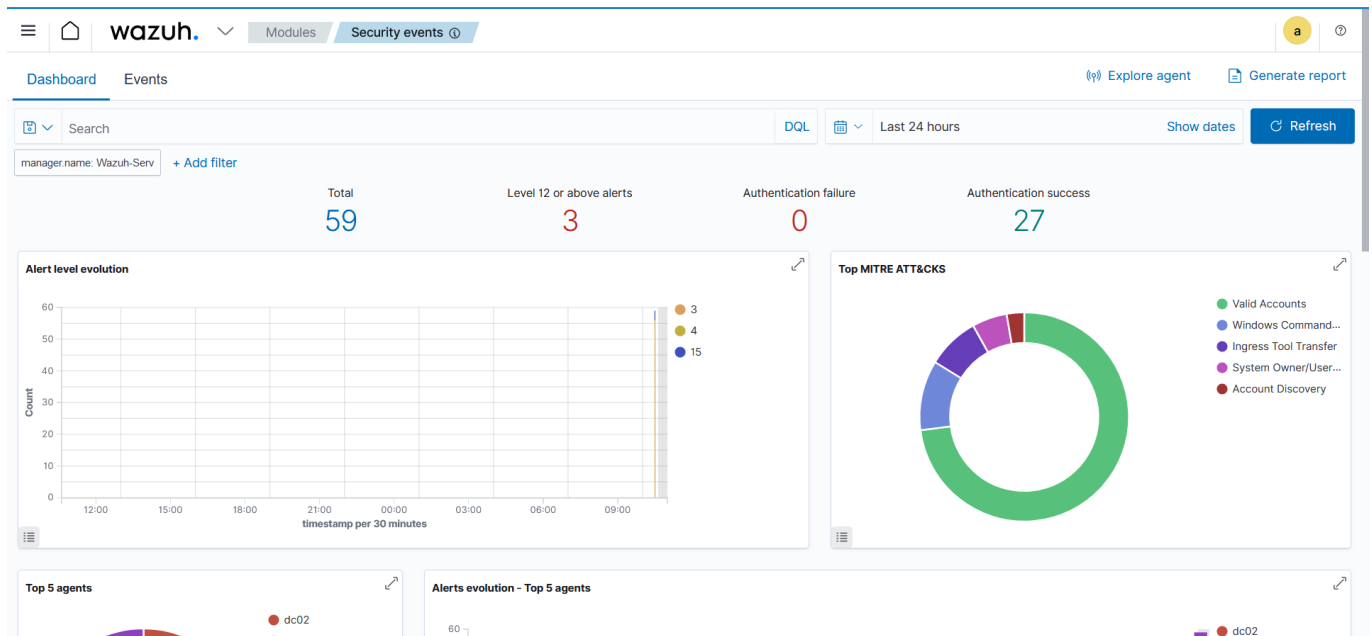 wazuh. Modules Security events a
Dashboard Events Explore agent Generate report
Search DQL Last 24 hours Show dates Refresh
manager.name: Wazuh-Serv + Add filter
Total
59
Level 12 or above alerts
3
Authentication failure
0
Authentication success
27
Alert level evolution
60
50
40
30
20
10
0
Count
12:00 15:00 18:00 21:00 00:00 03:00 06:00 09:00
timestamp per 30 minutes
3
4
15
Top MITRE ATT&CKS
Valid Accounts
Windows Command...
Ingress Tool Transfer
System Owner/User...
Account Discovery
Top 5 agents
dc02
Alerts evolution - Top 5 agents
60
dc02